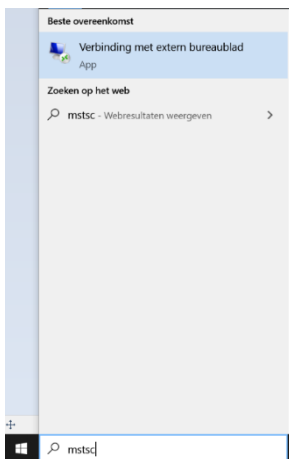 Beste overeenkomst
Verbinding met extern bureaublad
App
Zoeken op het web
mstsc - Webresultaten weergeven
mstsc